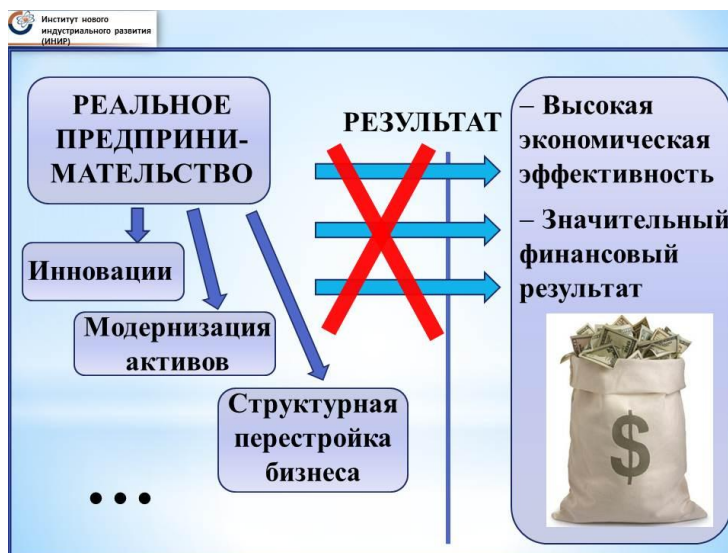 Институт нового
индустриального развития
(ИНИР)
РЕАЛЬНОЕ
ПРЕДПРИНИ-
МАТЕЛЬСТВО
Инновации
Модернизация
активов
Структурная
перестройка
бизнеса
...
РЕЗУЛЬТАТ
– Высокая
экономическая
эффективность
– Значительный
финансовый
результат
$